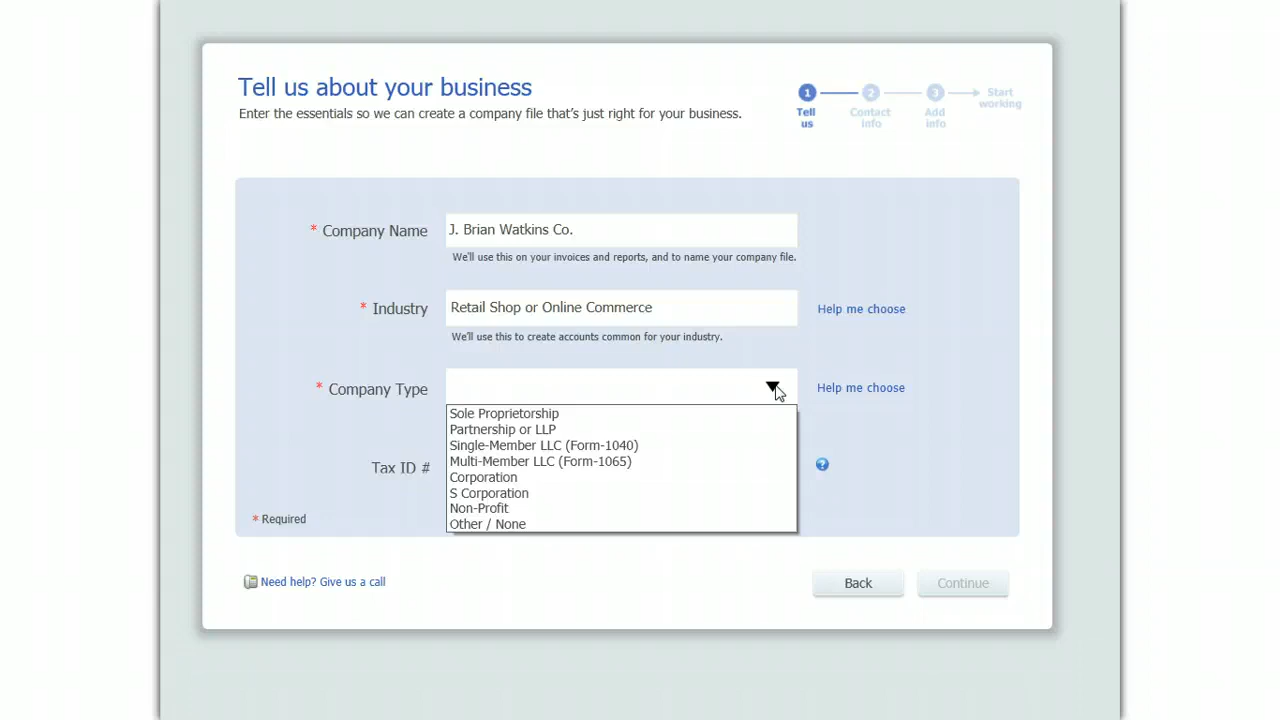 Tell us about your business
Enter the essentials so we can create a company file that's just right for your business.
1
2
3
Start
working
Tell
us
Contact
info
Add
info
* Company Name
J. Brian Watkins Co.
We'll use this on your invoices and reports, and to name your company file.
* Industry
Retail Shop or Online Commerce
Help me choose
We'll use this to create accounts common for your industry.
* Company Type
Help me choose
Sole Proprietorship
Partnership or LLP
Single-Member LLC (Form-1040)
Multi-Member LLC (Form-1065)
Corporation
S Corporation
Non-Profit
Other / None
Tax ID #
?
* Required
Need help? Give us a call
Back
Continue